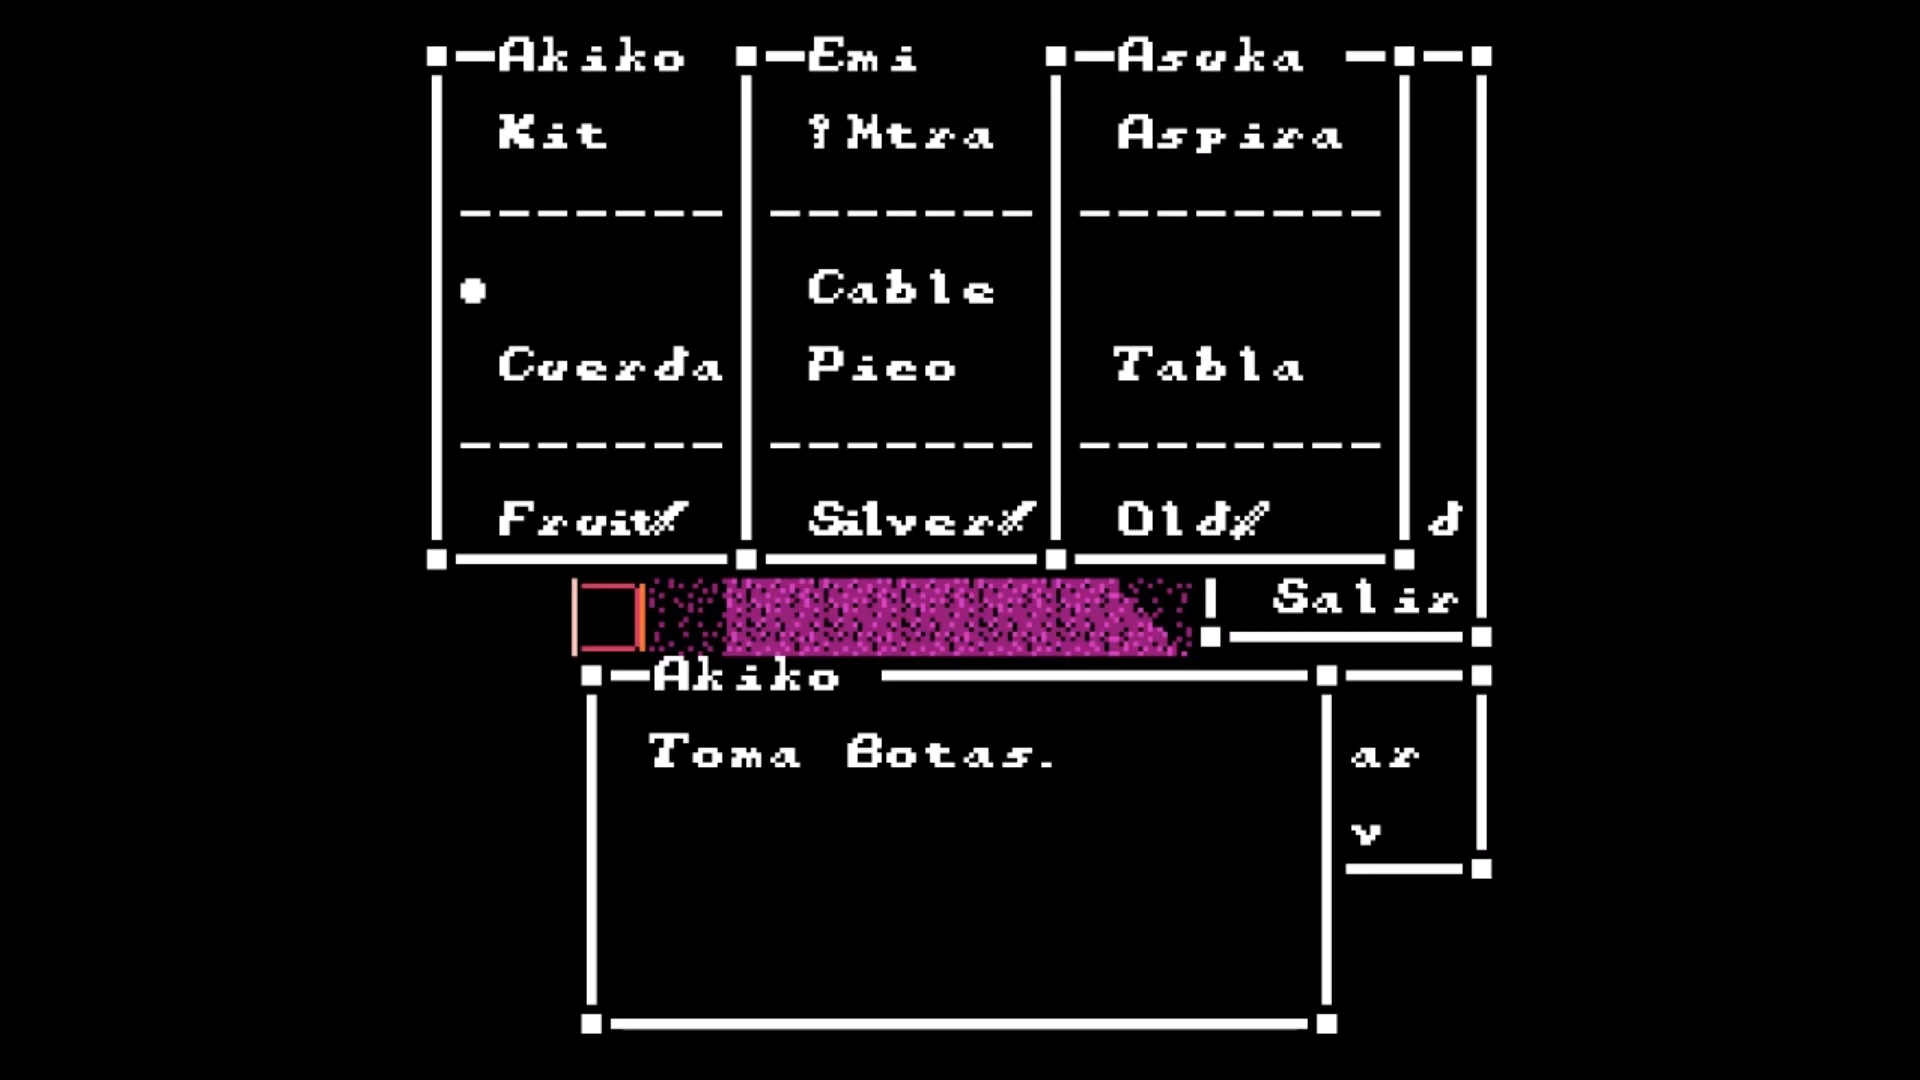 Akiko Emi Asuka
Kit ?Mtra Aspira
Cable
Cuerda Pico Tabla
Fruit Silver Old d
Salir
Akiko
Toma Botas. ar
v